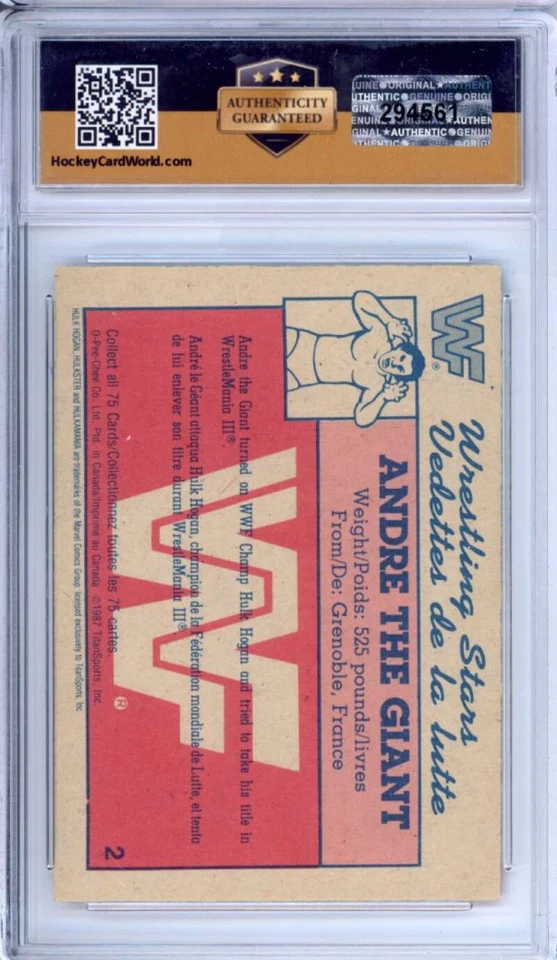 HockeyCardWorld.com
AUTHENTICITY
GUARANTEED
294561
WF
®
Wrestling Stars
Vedettes de la lutte
ANDRE THE GIANT
Weight/Poids: 525 pounds/livres
From/De: Grenoble, France
Andre the Giant turned on WWF Champ Hulk Hogan and tried to take his title in
WrestleMania III®.
André le Géant attaqua Hulk Hogan, champion de la Fédération mondiale de Lutte, et tenta
de lui enlever son titre durant WrestleMania III®.
®
Collect all 75 Cards/Collectionnez toutes les 75 cartes.
2
O-Pee-Chee Co. Ltd. Ptd. in Canada/Imprimé au Canada ©1987 TitanSports, Inc.
HULK HOGAN, HULKSTER and HULKAMANIA are trademarks of the Marvel Comics Group licensed exclusively to TitanSports, Inc